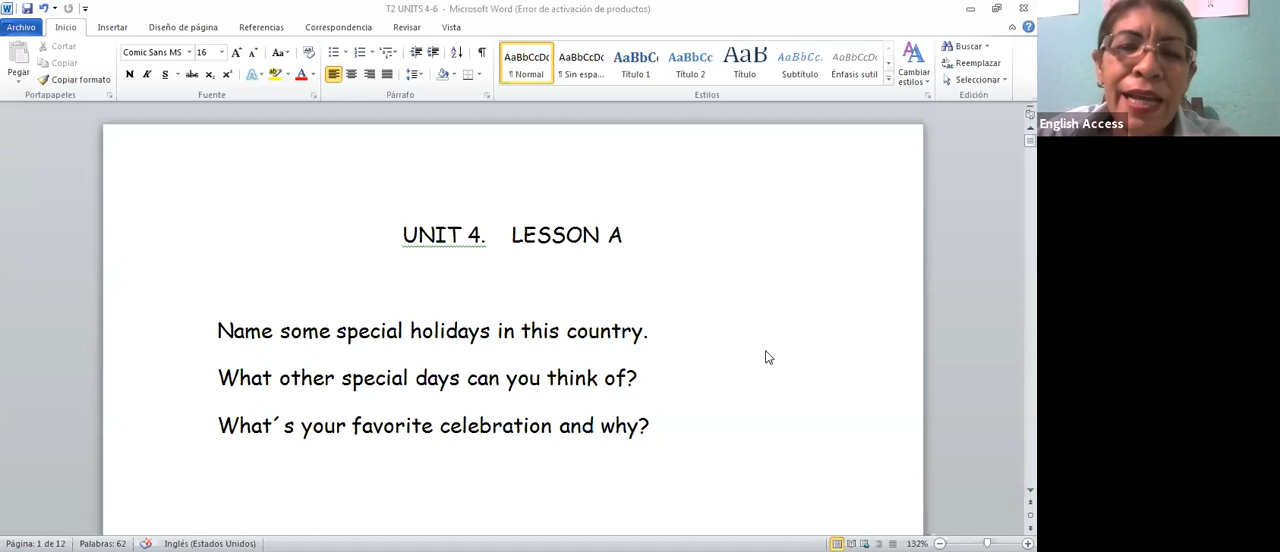 T2 UNITS 4-6 - Microsoft Word (Error de activación de productos)
Archivo Inicio Insertar Diseño de página Referencias Correspondencia Revisar Vista
Pegar
Cortar
Copiar
Copiar formato
Portapapeles
Comic Sans MS 16
Fuente
Párrafo
AaBbCcDc AaBbCcDc AaBbC AaBbCc AaB AaBbCc. AaBbCcDc
¶ Normal ¶ Sin espa... Título 1 Título 2 Título Subtítulo Énfasis sutil
Cambiar estilos
Estilos
Buscar
Reemplazar
Seleccionar
Edición
English Access
UNIT 4. LESSON A
Name some special holidays in this country.
What other special days can you think of?
What´s your favorite celebration and why?
Página: 1 de 12 Palabras: 62 Inglés (Estados Unidos) 132%